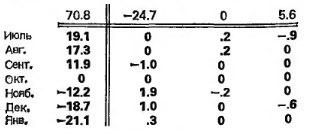 70.8 −24.7 0 5.6
Июль 19.1 0 .2 −.9
Авг. 17.3 0 .2 0
Сент. 11.9 −1.0 0 0
Окт. 0 0 0 0
Нояб. −12.2 1.9 −.2 0
Дек. −18.7 1.0 0 −.6
Янв. −21.1 .3 0 0